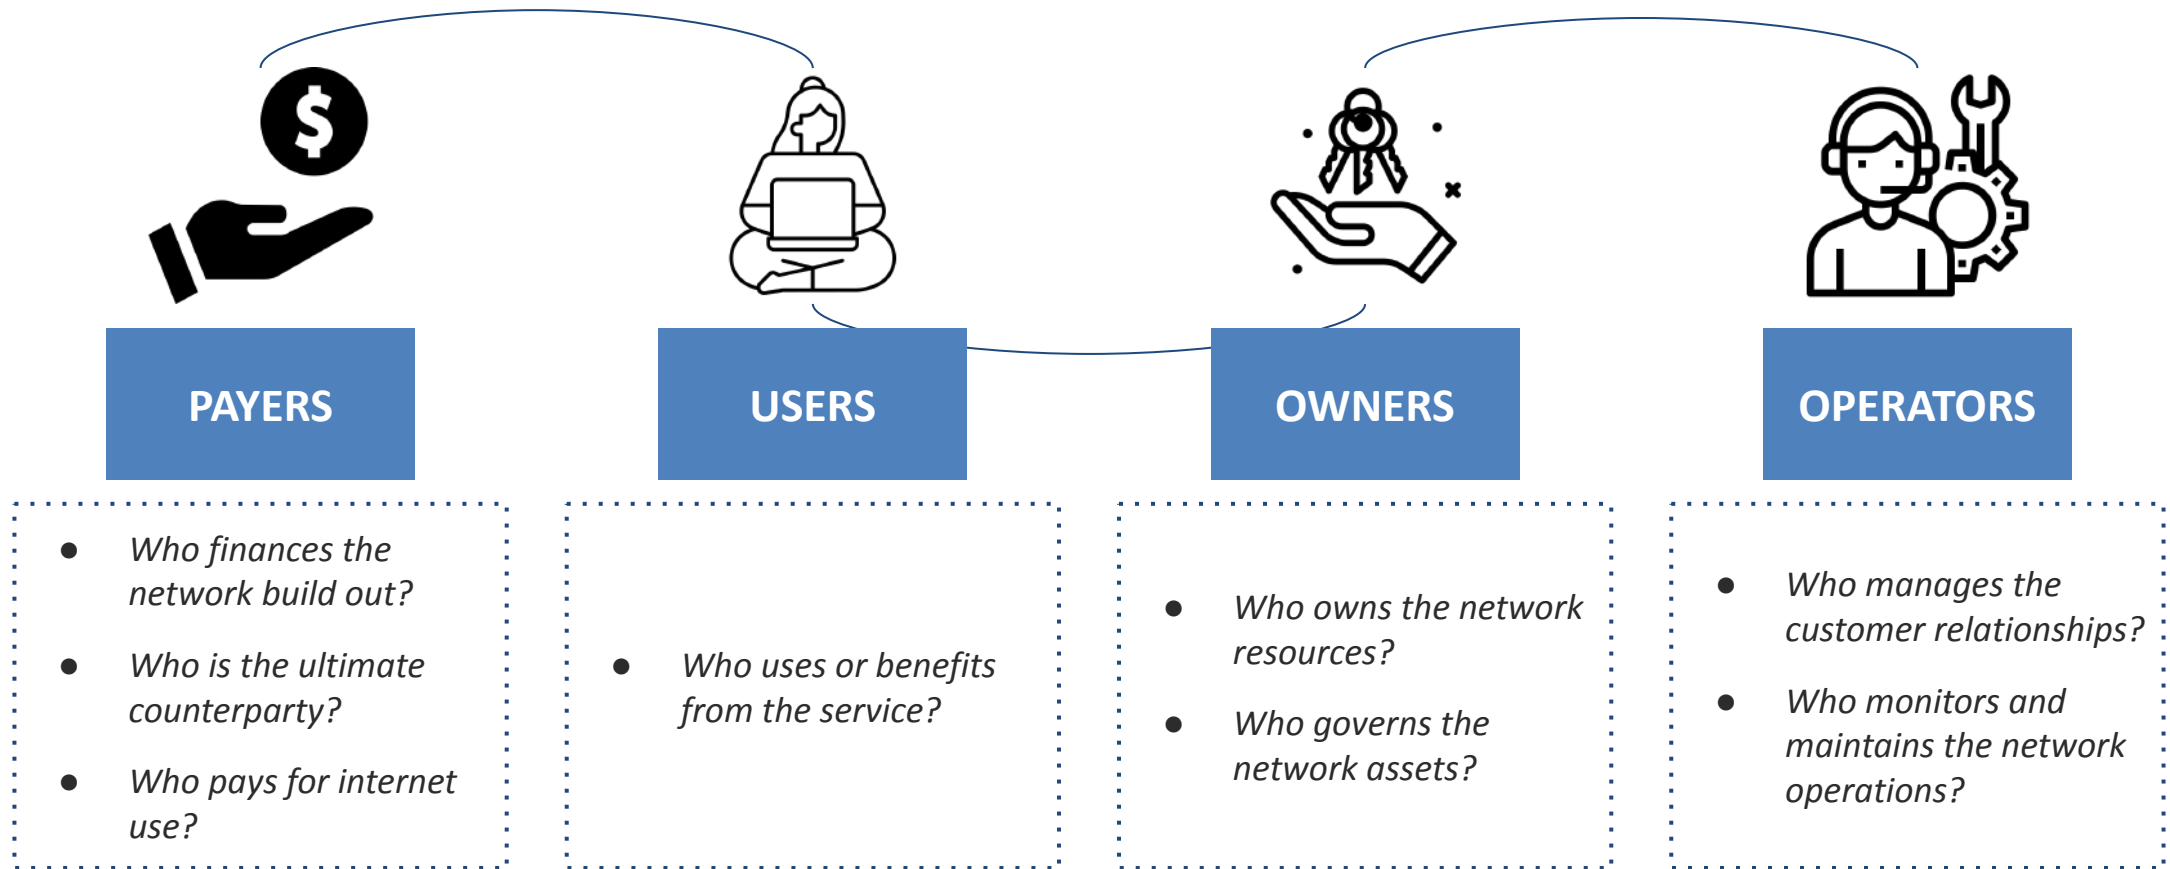 $
PAYERS
● Who finances the
network build out?
● Who is the ultimate
counterparty?
● Who pays for internet
use?
USERS
● Who uses or benefits
from the service?
OWNERS
● Who owns the network
resources?
● Who governs the
network assets?
OPERATORS
● Who manages the
customer relationships?
● Who monitors and
maintains the network
operations?